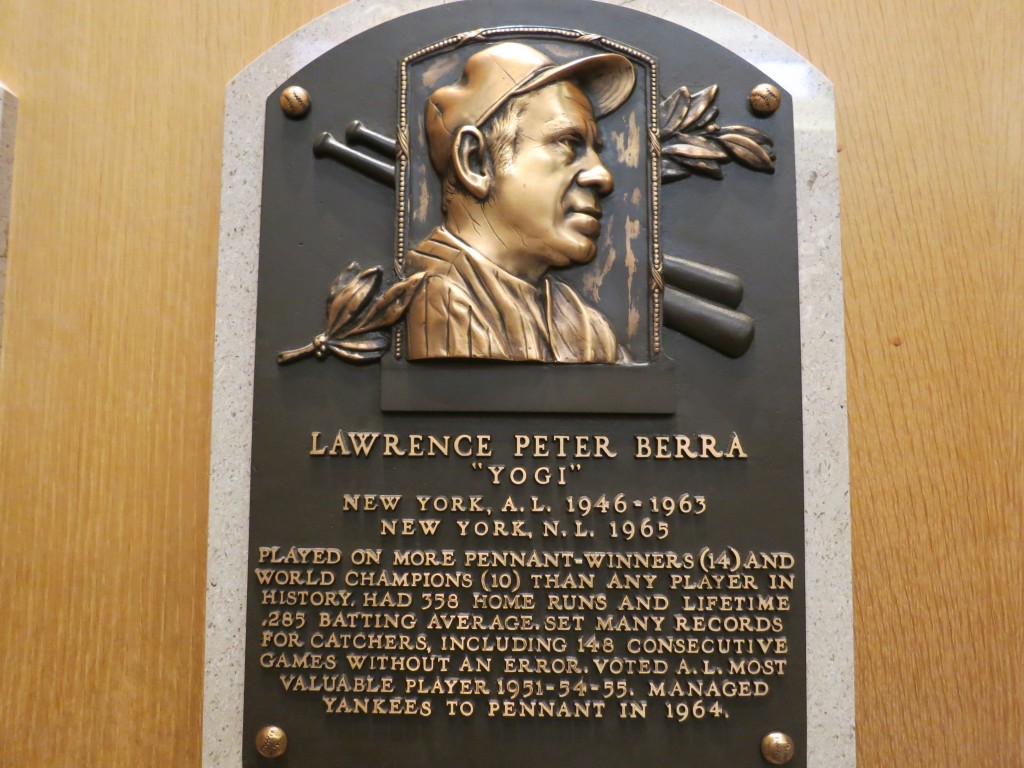 LAWRENCE PETER BERRA
"YOGI"
NEW YORK, A.L. 1946-1963
NEW YORK, N.L. 1965
PLAYED ON MORE PENNANT-WINNERS (14) AND
WORLD CHAMPIONS (10) THAN ANY PLAYER IN
HISTORY. HAD 358 HOME RUNS AND LIFETIME
.285 BATTING AVERAGE. SET MANY RECORDS
FOR CATCHERS, INCLUDING 148 CONSECUTIVE
GAMES WITHOUT AN ERROR. VOTED A.L. MOST
VALUABLE PLAYER 1951-54-55. MANAGED
YANKEES TO PENNANT IN 1964.